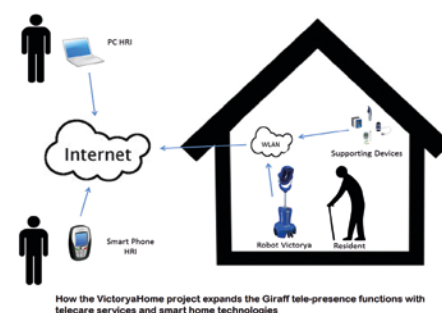 PC HRI
Internet
WLAN
Supporting Devices
Smart Phone
HRI
Robot Victorya
Resident
How the VictoryaHome project expands the Giraff tele-presence functions with
telecare services and smart home technologies